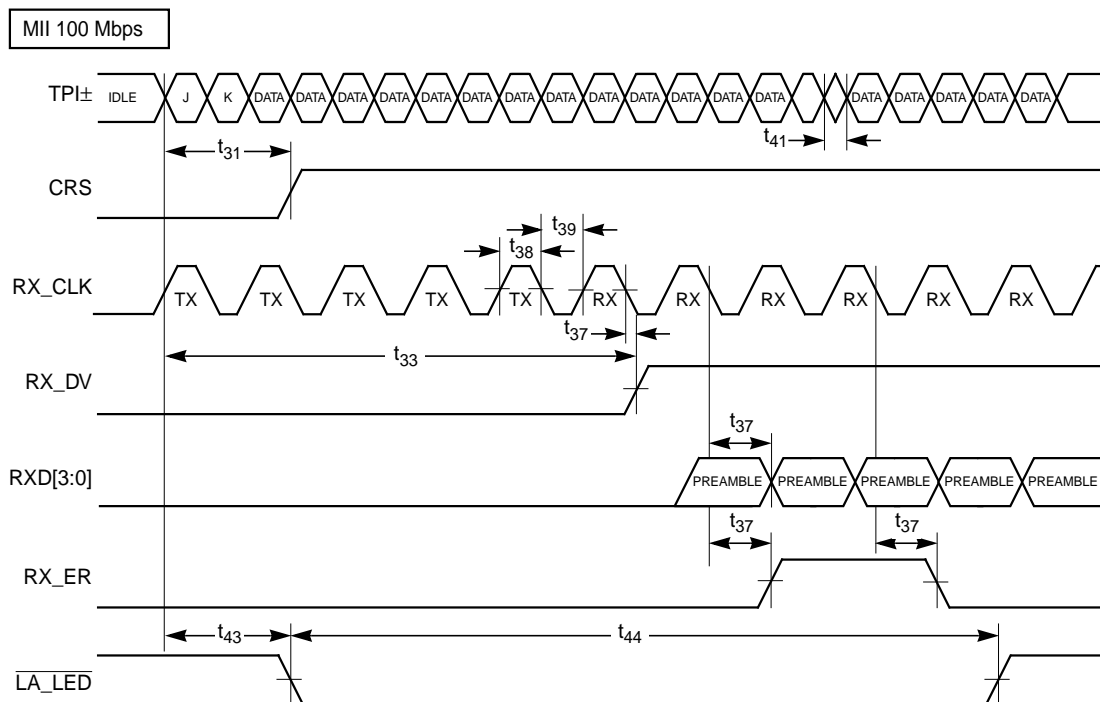 MII 100 Mbps
TPI± IDLE J K DATA DATA DATA DATA DATA DATA DATA DATA DATA DATA DATA DATA DATA DATA DATA DATA DATA DATA
t31 t41
CRS
t39
t38
RX_CLK TX TX TX TX TX RX RX RX RX RX RX
t37
t33
RX_DV
t37
RXD[3:0] PREAMBLE PREAMBLE PREAMBLE PREAMBLE PREAMBLE
t37 t37
RX_ER
t43 t44
LA_LED